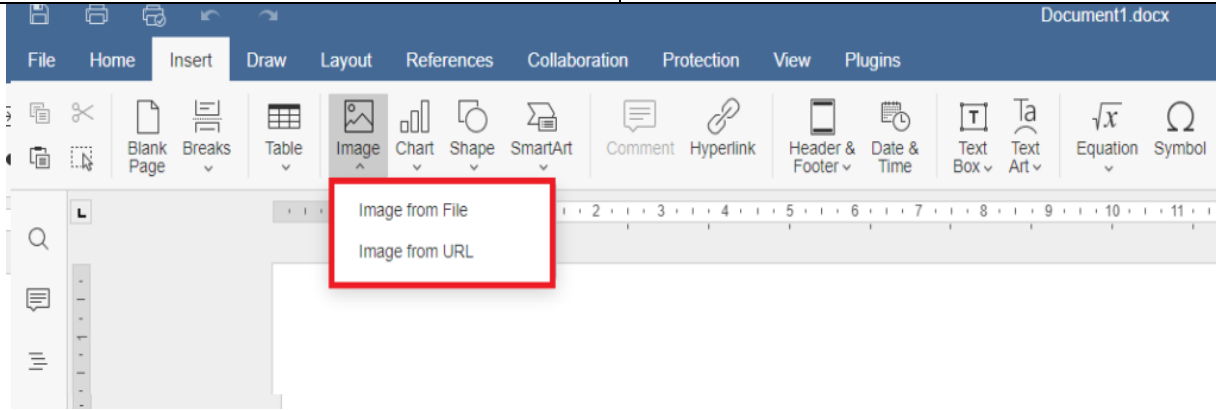 Document1.docx
File Home Insert Draw Layout References Collaboration Protection View Plugins
Blank Page
Breaks
Table
Image
Chart
Shape
SmartArt
Comment
Hyperlink
Header & Footer
Date & Time
Text Box
Text Art
Equation
Symbol
Image from File
Image from URL
L
2 3 4 5 6 7 8 9 10 11
1